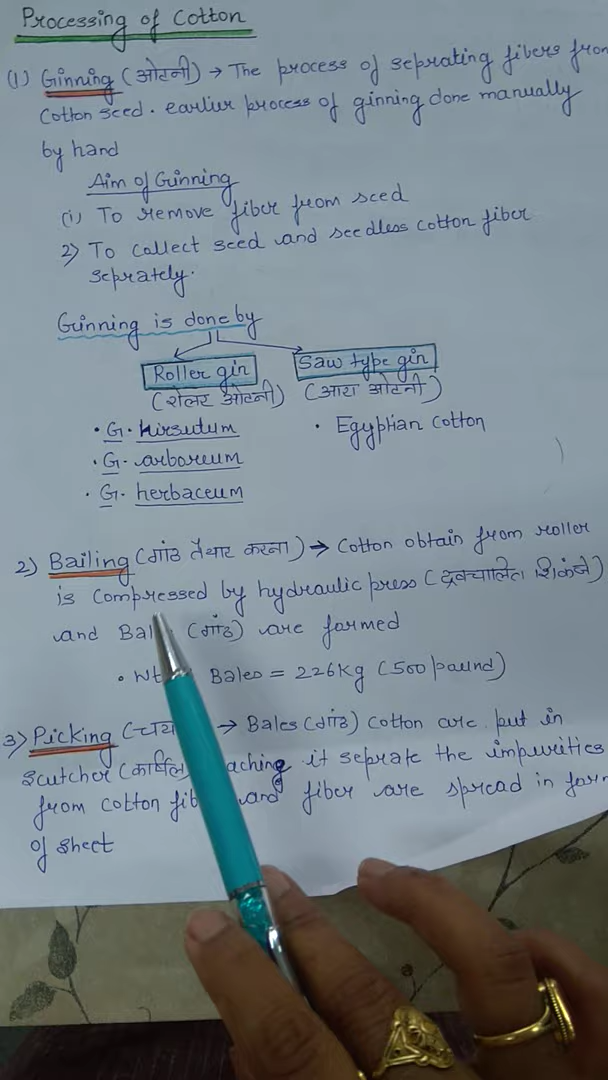 Processing of Cotton
(1) Ginning (ओटनी) → The process of seprating fibers from
Cotton seed. earlier process of ginning done manually
by hand
Aim of Ginning
(i) To remove fiber from seed
2) To collect seed and seedless cotton fiber
seprately.
Ginning is done by
Roller gin
Saw type gin
(रोलर ओटनी)
(आरा ओटनी)
• G. hirsutum
• Egyptian Cotton
• G. arboreum
• G. herbaceum
2) Bailing (गांठ तैयार करना) → Cotton obtain from roller
is compressed by hydraulic press (द्रवचालित शिकंजे)
and (गांठ) are formed
• Bales = 226Kg (500 pound)
3) Picking → Bales (गांठ) Cotton are put in
scutcher it seprate the impurities
from cotton and fiber are spread in form
of sheet